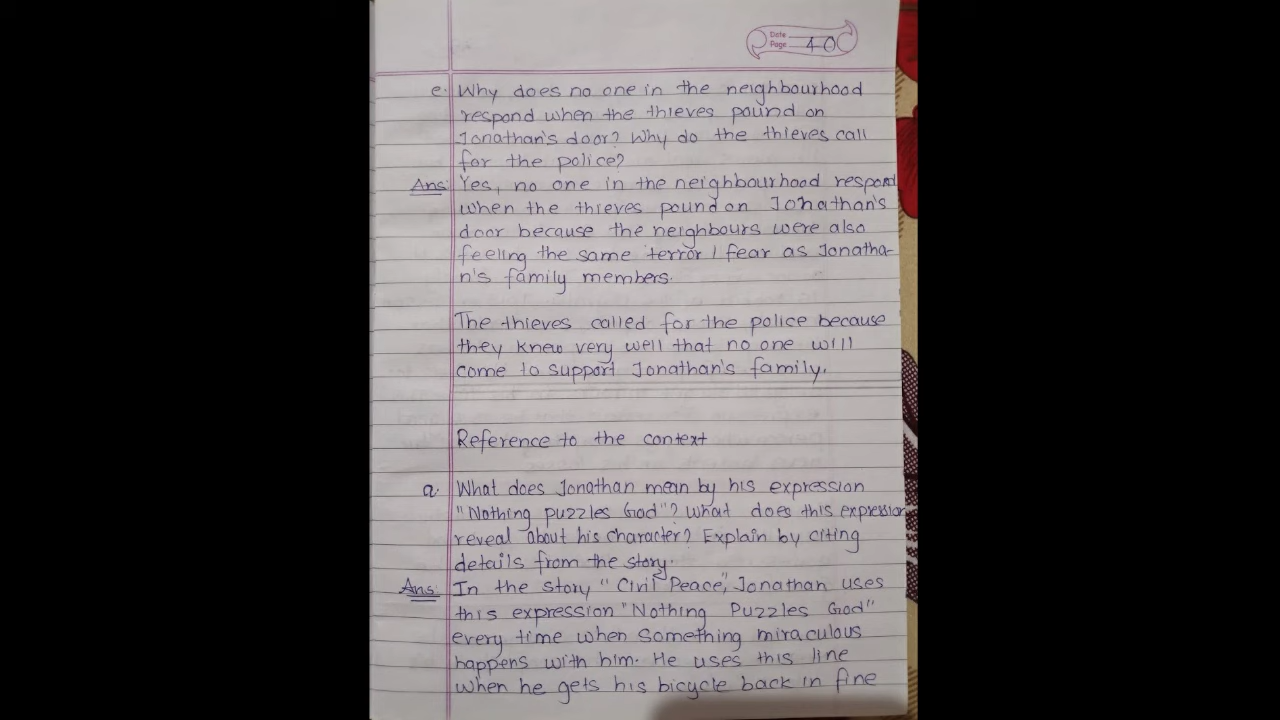 Date
Page 40
e. Why does no one in the neighbourhood
respond when the thieves pound on
Jonathan's door? Why do the thieves call
for the police?
Ans: Yes, no one in the neighbourhood respond
when the thieves pound on Jonathan's
door because the neighbours were also
feeling the same terror / fear as Jonatha-
n's family members.
The thieves called for the police because
they knew very well that no one will
come to support Jonathan's family.
Reference to the context
a. What does Jonathan mean by his expression
"Nothing puzzles God"? What does this expression
reveal about his character? Explain by citing
details from the story.
Ans: In the story "Civil Peace," Jonathan uses
this expression "Nothing Puzzles God"
every time when something miraculous
happens with him. He uses this line
when he gets his bicycle back in fine